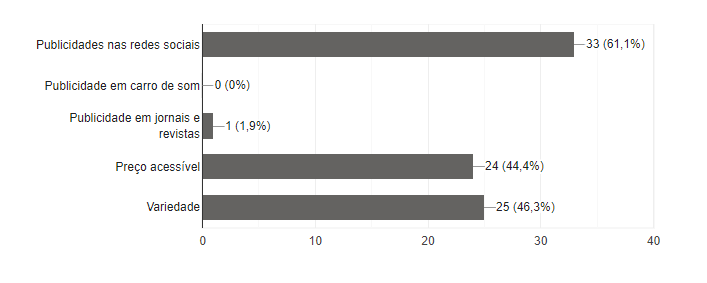 Publicidades nas redes sociais
33 (61,1%)
Publicidade em carro de som
0 (0%)
Publicidade em jornais e
revistas
1 (1,9%)
Preço acessível
24 (44,4%)
Variedade
25 (46,3%)
0 10 20 30 40